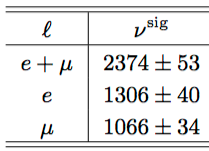 ℓ ν^sig
e + μ 2374 ± 53
e 1306 ± 40
μ 1066 ± 34